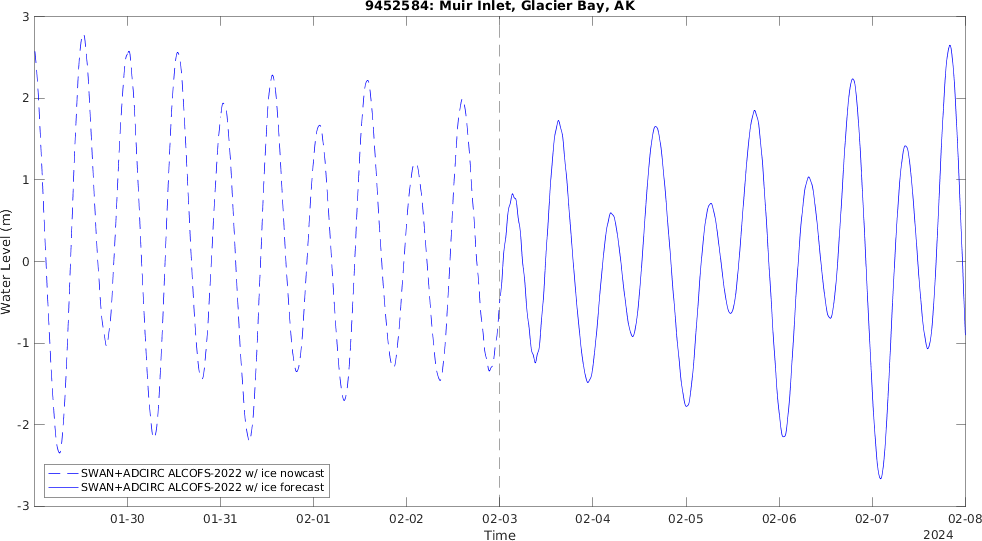 9452584: Muir Inlet, Glacier Bay, AK
3
2
1
0
-1
-2
-3
Water Level (m)
SWAN+ADCIRC ALCOFS-2022 w/ ice nowcast
SWAN+ADCIRC ALCOFS-2022 w/ ice forecast
01-30 01-31 02-01 02-02 02-03 02-04 02-05 02-06 02-07 02-08
Time
2024